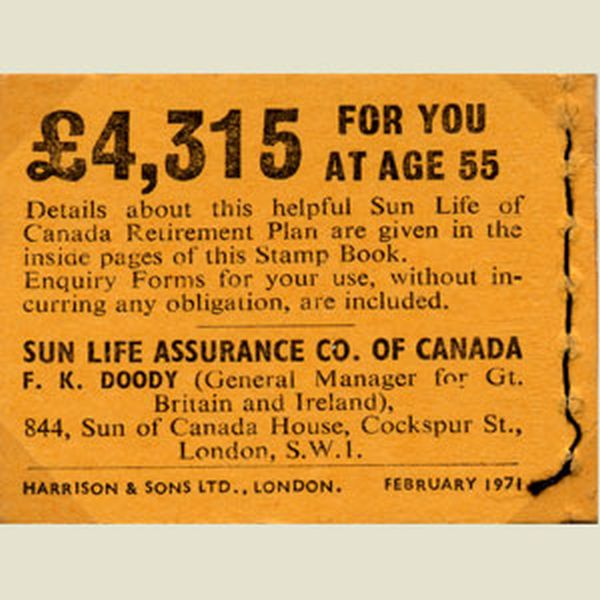 £4,315 FOR YOU
AT AGE 55
Details about this helpful Sun Life of
Canada Retirement Plan are given in the
inside pages of this Stamp Book.
Enquiry Forms for your use, without in-
curring any obligation, are included.
SUN LIFE ASSURANCE CO. OF CANADA
F. K. DOODY (General Manager for Gt.
Britain and Ireland),
844, Sun of Canada House, Cockspur St.,
London, S.W.1.
HARRISON & SONS LTD., LONDON. FEBRUARY 1971